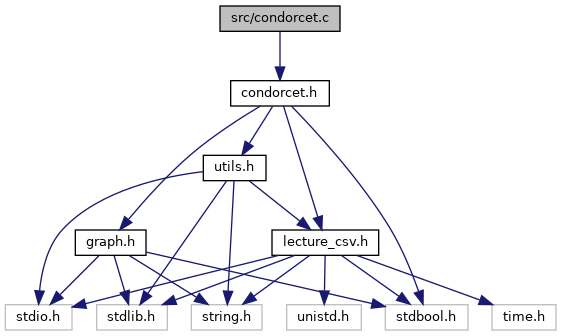 src/condorcet.c
condorcet.h
utils.h
graph.h
lecture_csv.h
stdio.h
stdlib.h
string.h
unistd.h
stdbool.h
time.h